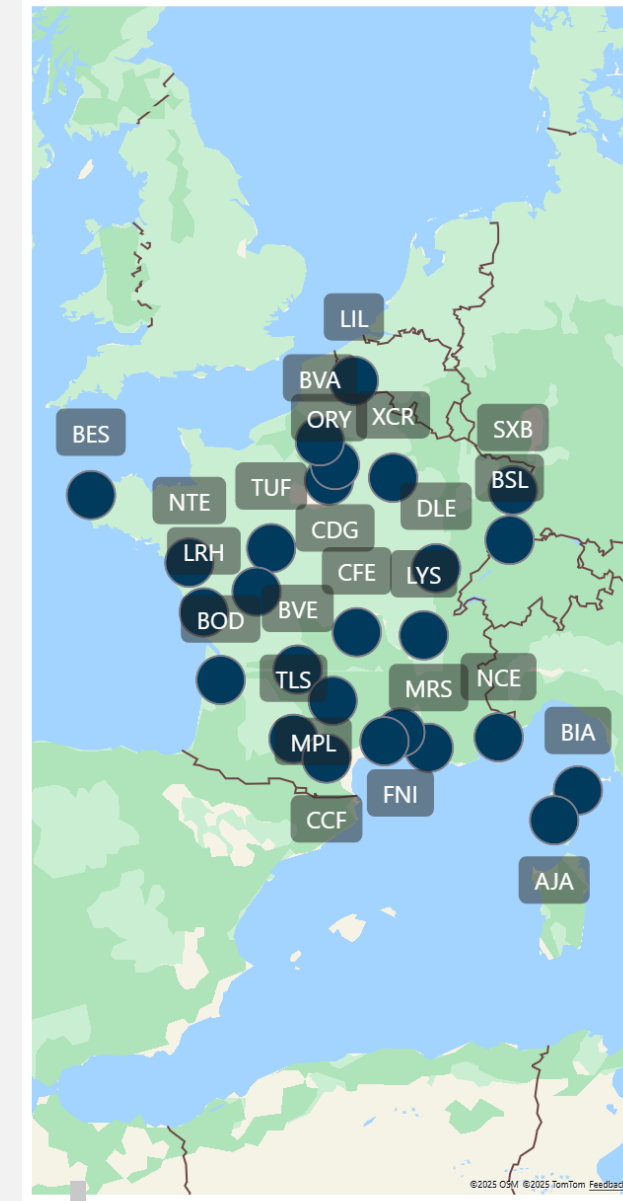 LIL
BVA
ORY
XCR
BES
SXB
BSL
TUF
NTE
DLE
CDG
LRH
CFE
LYS
BVE
BOD
TLS
NCE
MRS
BIA
MPL
FNI
CCF
AJA
©2025 OSM ©2025 TomTom Feedback